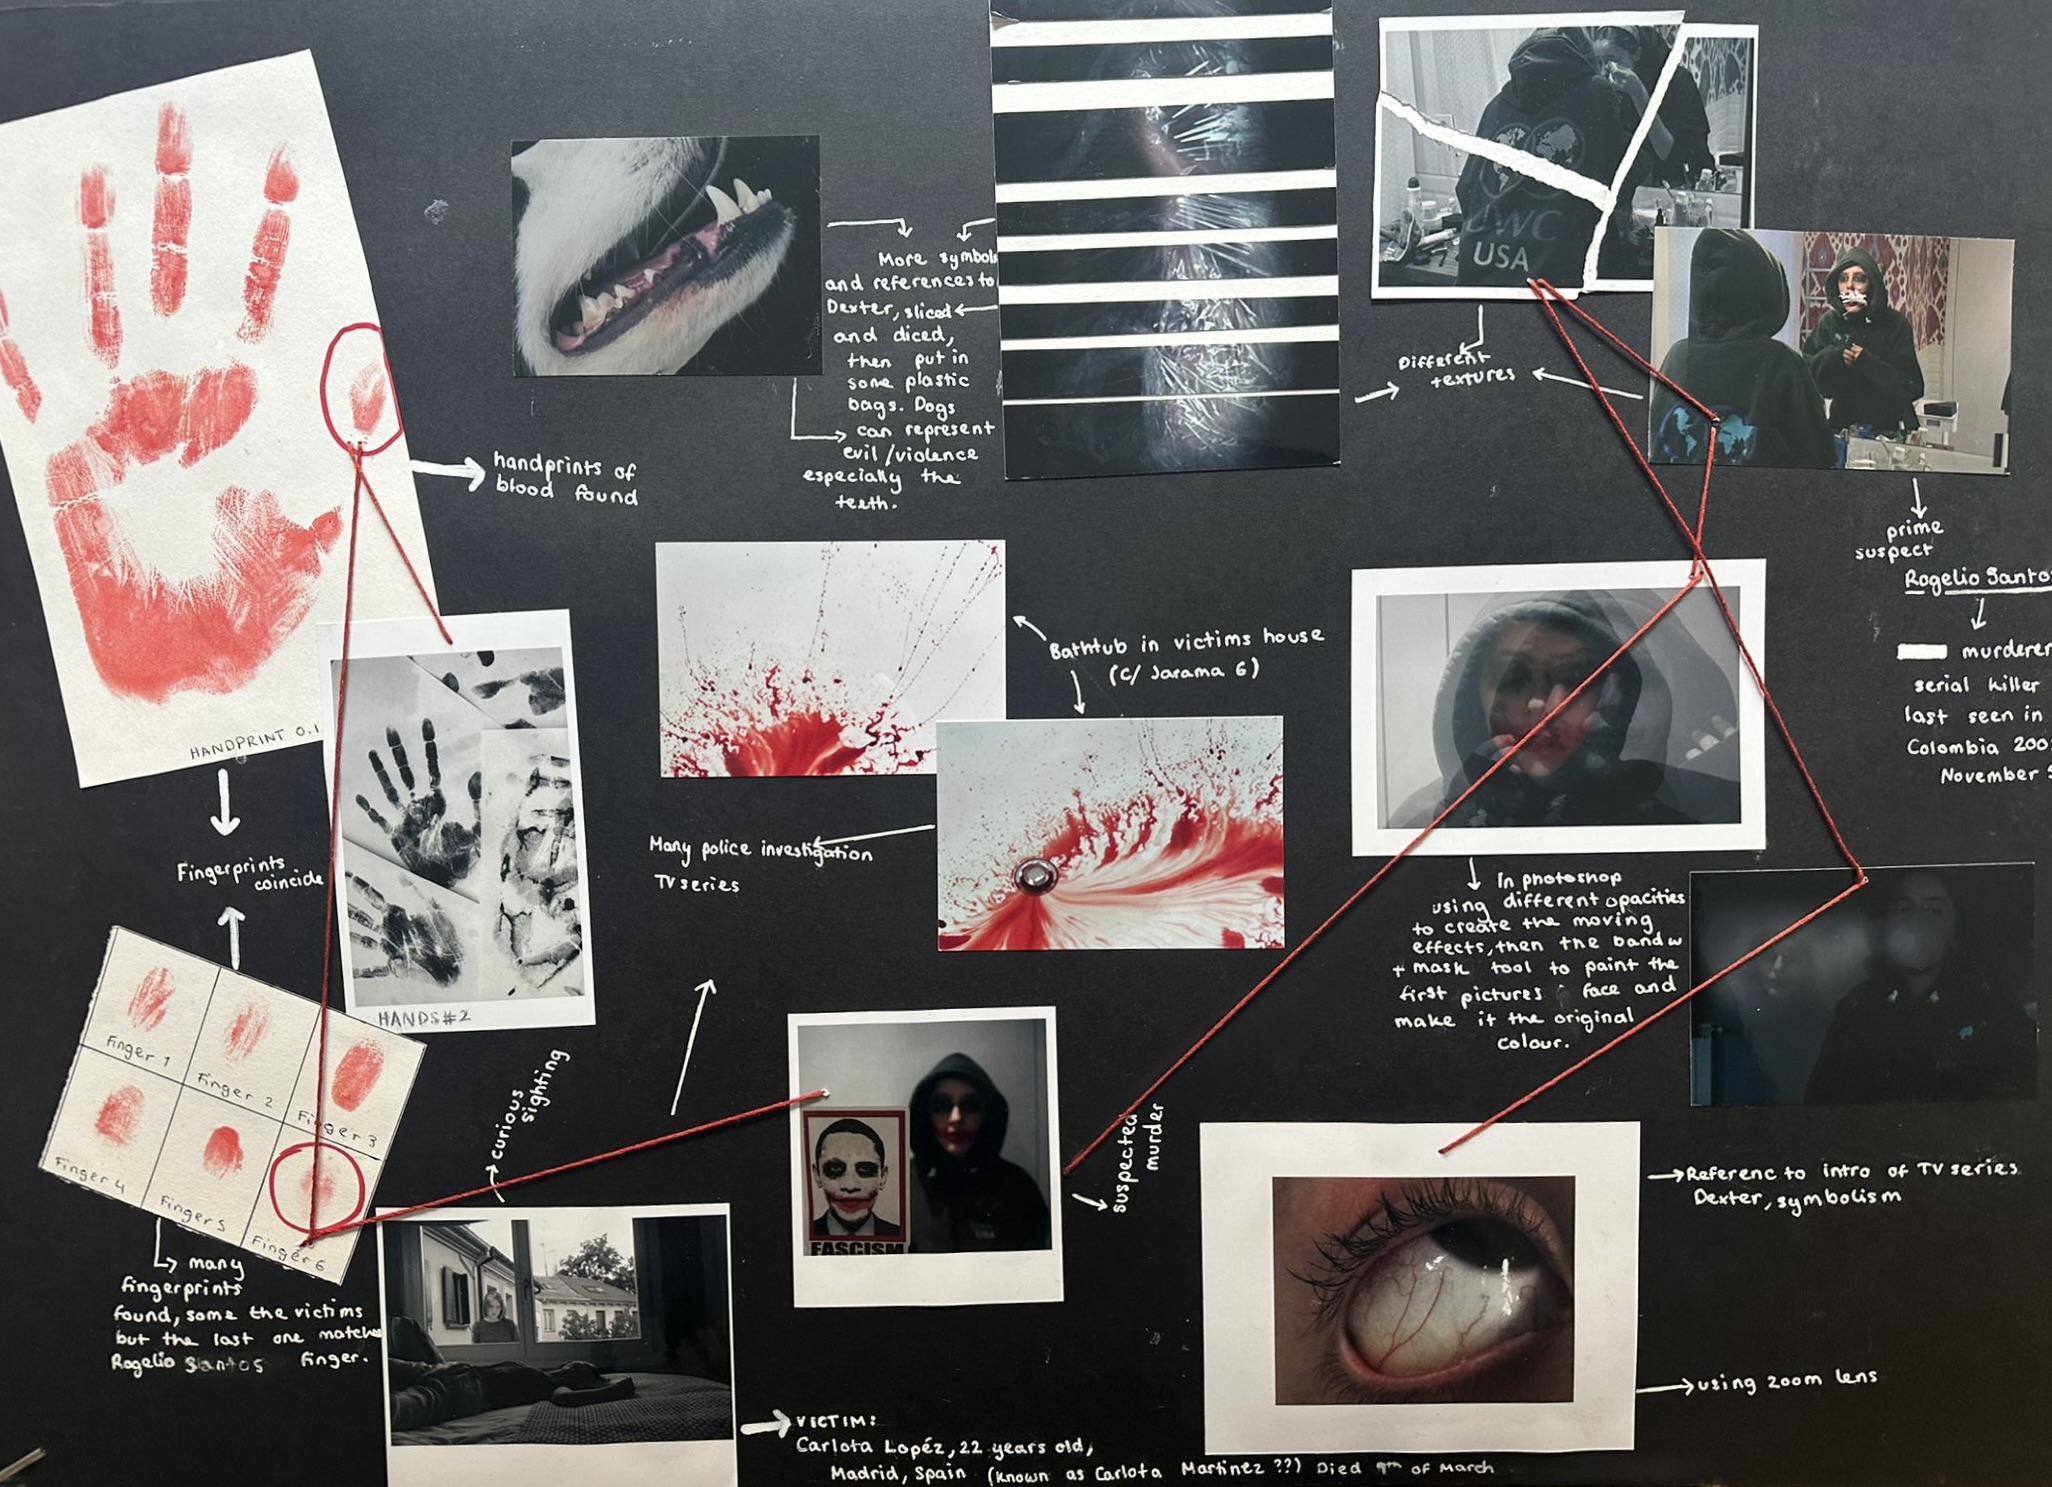 HANDPRINT 0.1
Fingerprints
coincide
Finger 1
Finger 2
Finger 3
Finger 4
Finger 5
Finger 6
many
fingerprints
found, some the victims
but the last one matche
Rogelio Santos finger.
handprints of
blood found
HANDS#2
curious
sighting
More symbols
and references to
Dexter, sliced
and diced,
then put in
some plastic
bags. Dogs
can represent
evil/violence
especially the
teeth.
Bathtub in victims house
(c/ Jarama 6)
Many police investigation
TV series
FASCISM
suspected
murder
VICTIM:
Carlota Lopéz, 22 years old,
Madrid, Spain (known as Carlota Martinez ??) Died 9th of March
UWC
USA
Different
textures
prime
suspect
Rogelio Santos
murderer
serial killer
last seen in
Colombia 200
November
In photoshop
using different opacities
to create the moving
effects, then the b and w
+ mask tool to paint the
first pictures face and
make it the original
colour.
Referenc to intro of TV series
Dexter, symbolism
using zoom lens